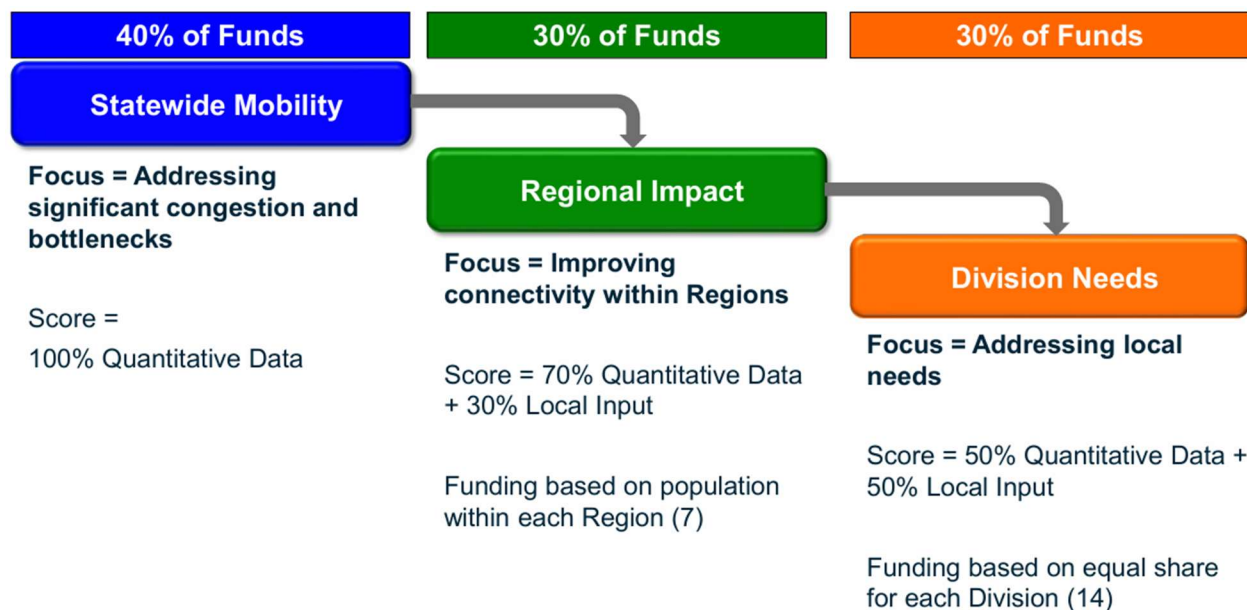 40% of Funds
30% of Funds
30% of Funds
Statewide Mobility
Focus = Addressing
significant congestion and
bottlenecks
Score =
100% Quantitative Data
Regional Impact
Focus = Improving
connectivity within Regions
Score = 70% Quantitative Data
+ 30% Local Input
Funding based on population
within each Region (7)
Division Needs
Focus = Addressing local
needs
Score = 50% Quantitative Data +
50% Local Input
Funding based on equal share
for each Division (14)